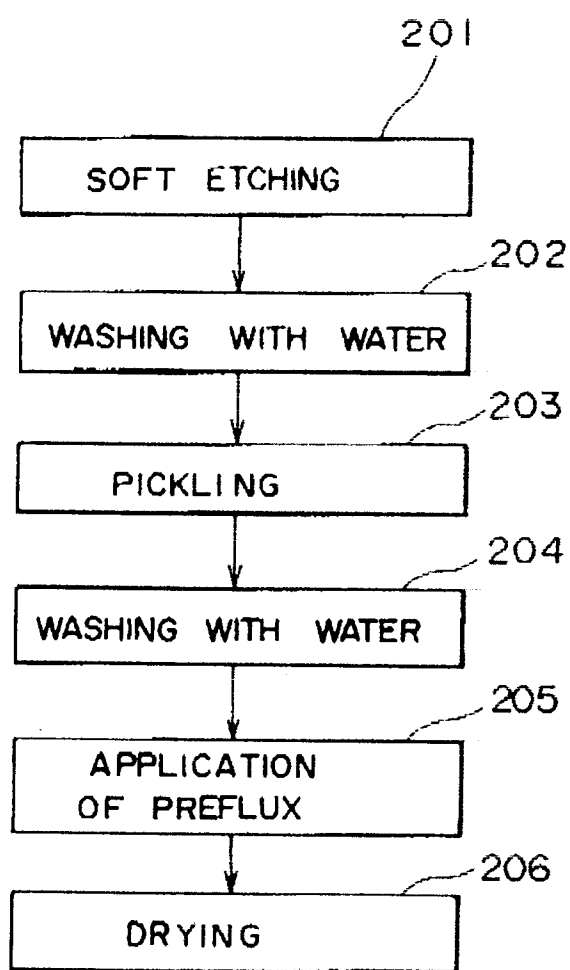 201
SOFT ETCHING
202
WASHING WITH WATER
203
PICKLING
204
WASHING WITH WATER
205
APPLICATION
OF PREFLUX
206
DRYING